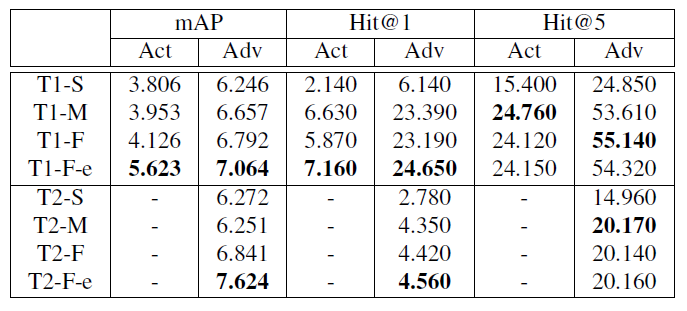 mAP Hit@1 Hit@5
Act Adv Act Adv Act Adv
T1-S 3.806 6.246 2.140 6.140 15.400 24.850
T1-M 3.953 6.657 6.630 23.390 24.760 53.610
T1-F 4.126 6.792 5.870 23.190 24.120 55.140
T1-F-e 5.623 7.064 7.160 24.650 24.150 54.320
T2-S - 6.272 - 2.780 - 14.960
T2-M - 6.251 - 4.350 - 20.170
T2-F - 6.841 - 4.420 - 20.140
T2-F-e - 7.624 - 4.560 - 20.160